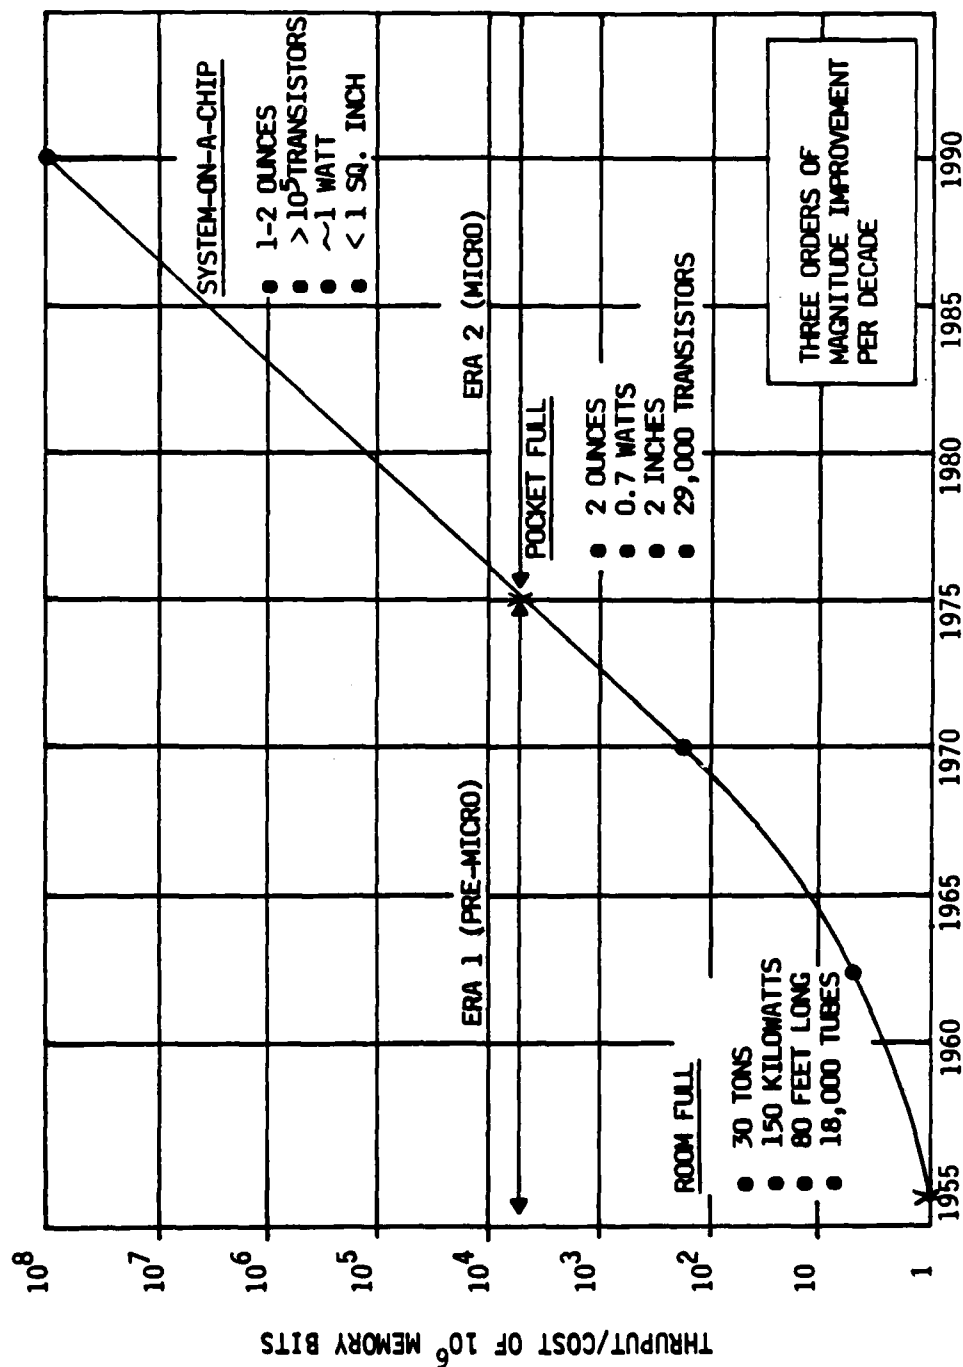 THRUPUT/COST OF 10⁶ MEMORY BITS
10⁸
10⁷
10⁶
10⁵
10⁴
10³
10²
10
1
1955
1960
1965
1970
1975
1980
1985
1990
ERA 1 (PRE-MICRO)
ERA 2 (MICRO)
ROOM FULL
● 30 TONS
● 150 KILOWATTS
● 80 FEET LONG
● 18,000 TUBES
POCKET FULL
● 2 OUNCES
● 0.7 WATTS
● 2 INCHES
● 29,000 TRANSISTORS
SYSTEM-ON-A-CHIP
● 1-2 OUNCES
● >10⁵TRANSISTORS
● ~1 WATT
● < 1 SQ. INCH
THREE ORDERS OF
MAGNITUDE IMPROVEMENT
PER DECADE